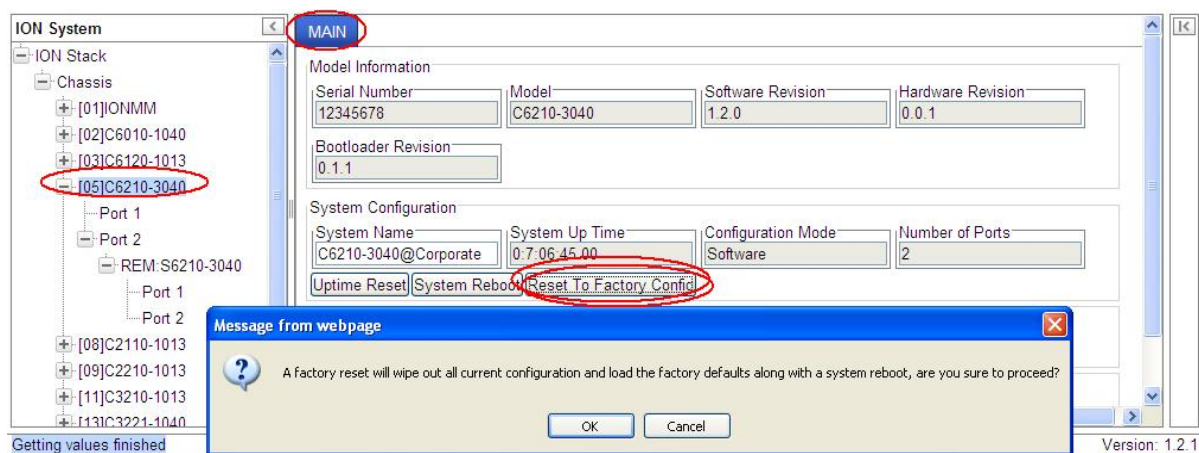 ION System
ION Stack
Chassis
[01]IONMM
[02]C6010-1040
[03]C6120-1013
[05]C6210-3040
Port 1
Port 2
REM:S6210-3040
Port 1
Port 2
[08]C2110-1013
[09]C2210-1013
[11]C3210-1013
[13]C3221-1040
Getting values finished
MAIN
Model Information
Serial Number Model Software Revision Hardware Revision
12345678 C6210-3040 1.2.0 0.0.1
Bootloader Revision
0.1.1
System Configuration
System Name System Up Time Configuration Mode Number of Ports
C6210-3040@Corporate 0:7:06:45.00 Software 2
Uptime Reset System Reboot Reset To Factory Config
Message from webpage
A factory reset will wipe out all current configuration and load the factory defaults along with a system reboot, are you sure to proceed?
OK Cancel
Version: 1.2.1